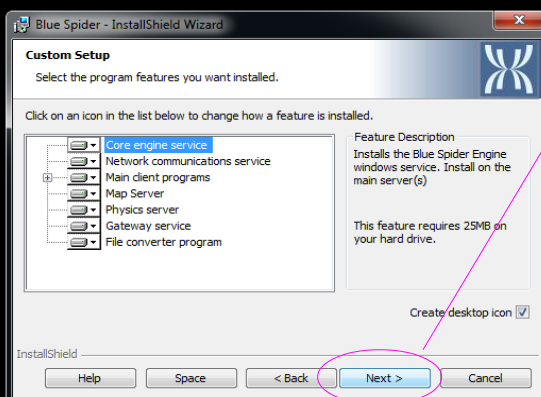 Blue Spider - InstallShield Wizard
Custom Setup
Select the program features you want installed.
Click on an icon in the list below to change how a feature is installed.
Core engine service
Network communications service
Main client programs
Map Server
Physics server
Gateway service
File converter program
Feature Description
Installs the Blue Spider Engine
windows service. Install on the
main server(s)
This feature requires 25MB on
your hard drive.
Create desktop icon
InstallShield
Help
Space
< Back
Next >
Cancel